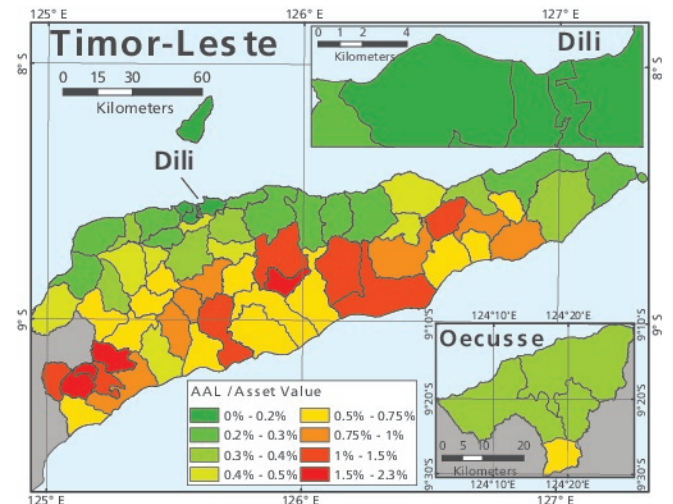 125° E 126° E 127° E
Timor-Leste
0 15 30 60
Kilometers
0 1 2 4
Kilometers
Dili
8° S 8° S
Dili
9° S 9° S
AAL /Asset Value
0% - 0.2% 0.5% - 0.75%
0.2% - 0.3% 0.75% - 1%
0.3% - 0.4% 1% - 1.5%
0.4% - 0.5% 1.5% - 2.3%
124°10'E 124°20'E
Oecusse
9°10'S 9°10'S
9°20'S 9°20'S
0 5 10 20
Kilometers
9°30'S 9°30'S
124°10'E 124°20'E
125° E 126° E 127° E